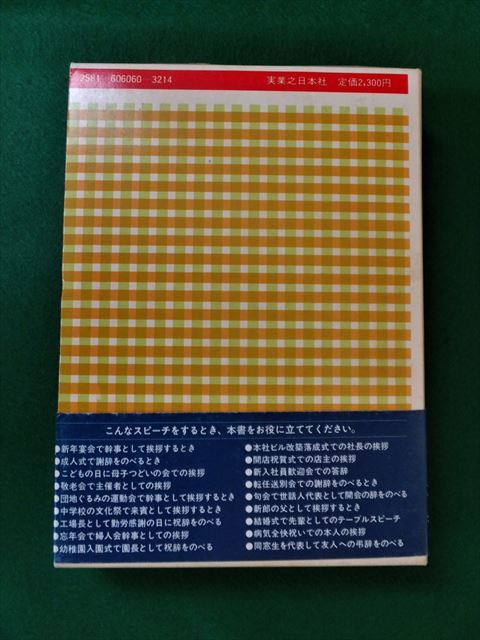 2581 606060 3214
実業之日本社 定価2,300円
こんなスピーチをするとき、本書をお役に立ててください。
●新年宴会で幹事として挨拶するとき
●成人式で謝辞をのべるとき
●こどもの日に母子つどいの会での挨拶
●敬老会で主催者としての挨拶
●団地ぐるみの運動会で幹事として挨拶するとき
●中学校の文化祭で来賓として挨拶するとき
●工場長として勤労感謝の日に祝辞をのべる
●忘年会で婦人会幹事としての挨拶
●幼稚園入園式で園長として祝辞をのべる
●本社ビル改築落成式での社長の挨拶
●開店祝賀式での店主の挨拶
●新入社員歓迎会での答辞
●転任送別会での謝辞をのべるとき
●句会で世話人代表として開会の辞をのべる
●新郎の父としての挨拶するとき
●結婚式で先輩としてのテーブルスピーチ
●病気全快祝いでの本人の挨拶
●同窓生を代表して友人への弔辞をのべる